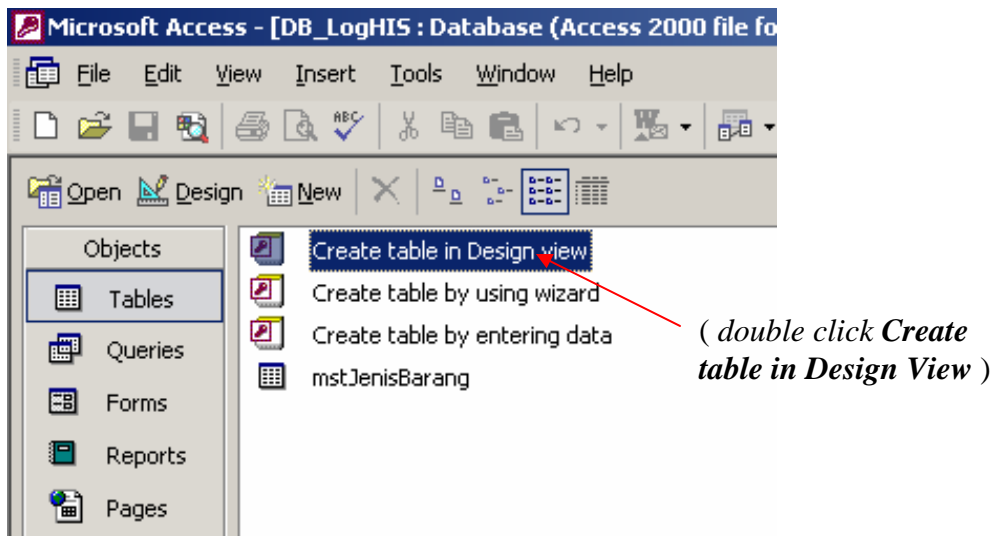 Microsoft Access - [DB_LogHIS : Database (Access 2000 file fo
File Edit View Insert Tools Window Help
ABC
Open Design New
Objects
Tables
Queries
Forms
Reports
Pages
Create table in Design view
Create table by using wizard
Create table by entering data
mstJenisBarang
( double click Create
table in Design View )